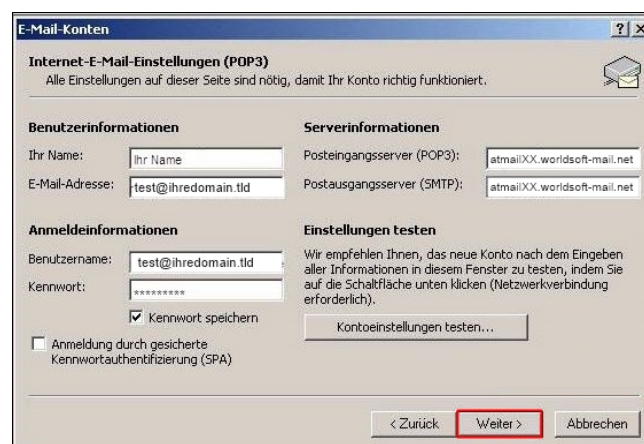 E-Mail-Konten
Internet-E-Mail-Einstellungen (POP3)
Alle Einstellungen auf dieser Seite sind nötig, damit Ihr Konto richtig funktioniert.
Benutzerinformationen
Ihr Name:
Ihr Name
E-Mail-Adresse:
test@ihredomain.tld
Serverinformationen
Posteingangsserver (POP3):
atmailXX.worldsoft-mail.net
Postausgangsserver (SMTP):
atmailXX.worldsoft-mail.net
Anmeldeinformationen
Benutzername:
test@ihredomain.tld
Kennwort:
*********
Kennwort speichern
Anmeldung durch gesicherte
Kennwortauthentifizierung (SPA)
Einstellungen testen
Wir empfehlen Ihnen, das neue Konto nach dem Eingeben
aller Informationen in diesem Fenster zu testen, indem Sie
auf die Schaltfläche unten klicken (Netzwerkverbindung
erforderlich).
Kontoeinstellungen testen...
< Zurück
Weiter >
Abbrechen